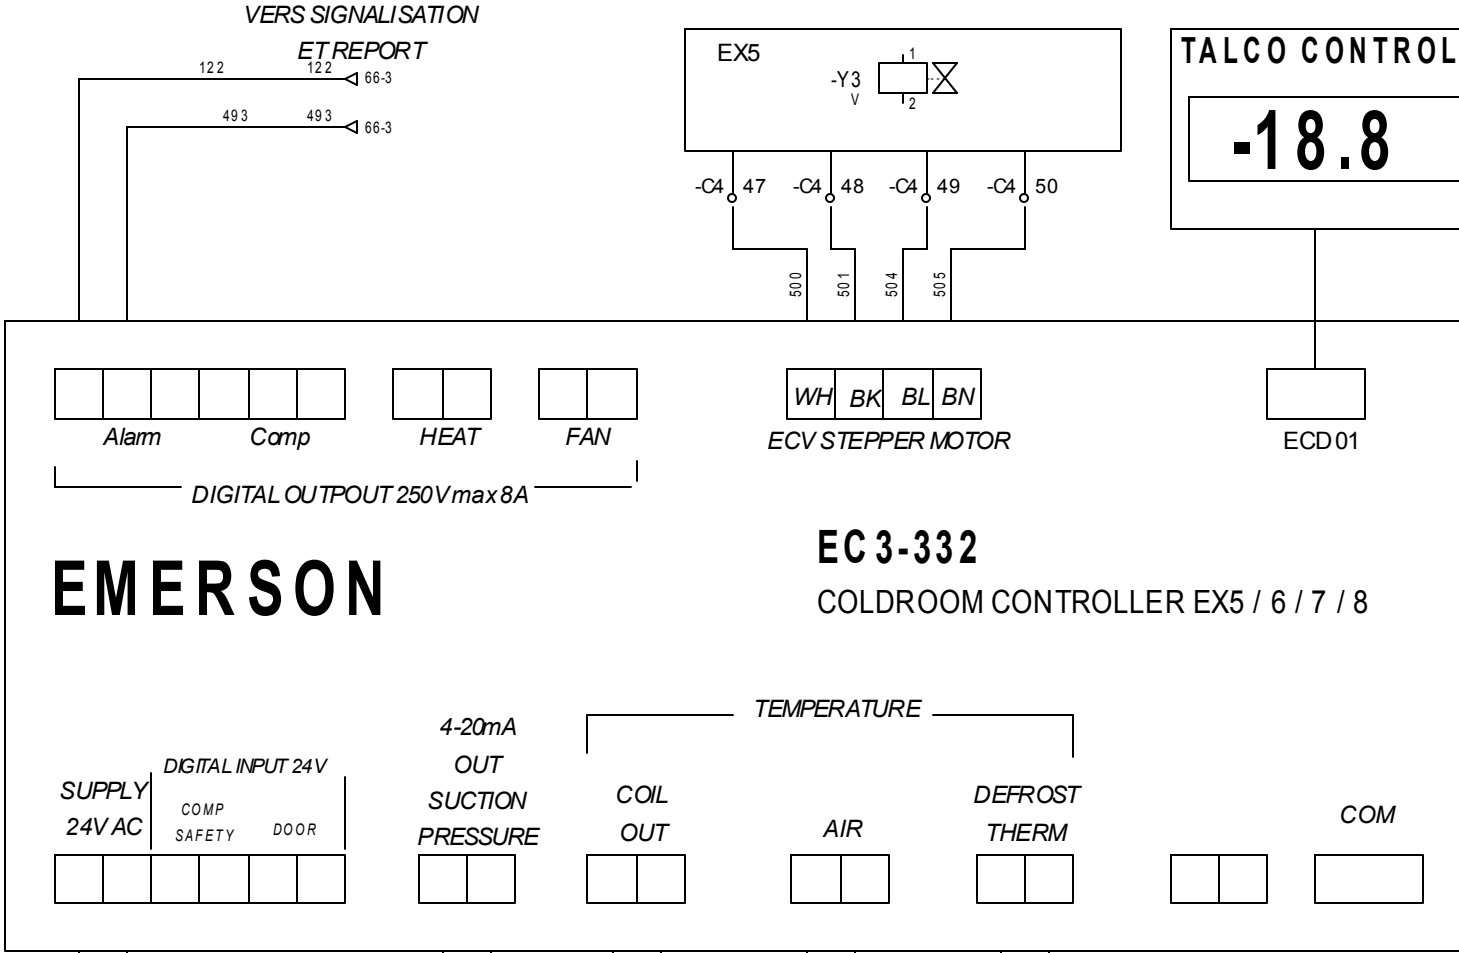 VERS SIGNALISATION
ET REPORT
122 122 66-3
493 493 66-3
EX5
-Y3
V
1
2
-C4 47 -C4 48 -C4 49 -C4 50
500 501 504 505
TALCO CONTROL
-18.8
WH BK BL BN
Alarm Comp HEAT FAN
ECV STEPPER MOTOR
ECD01
DIGITAL OUTPOUT 250V max 8A
EMERSON
EC3-332
COLDROOM CONTROLLER EX5 / 6 / 7 / 8
SUPPLY
24V AC
DIGITAL INPUT 24V
COMP
SAFETY
DOOR
4-20mA
OUT
SUCTION
PRESSURE
TEMPERATURE
COIL
OUT
AIR
DEFROST
THERM
COM